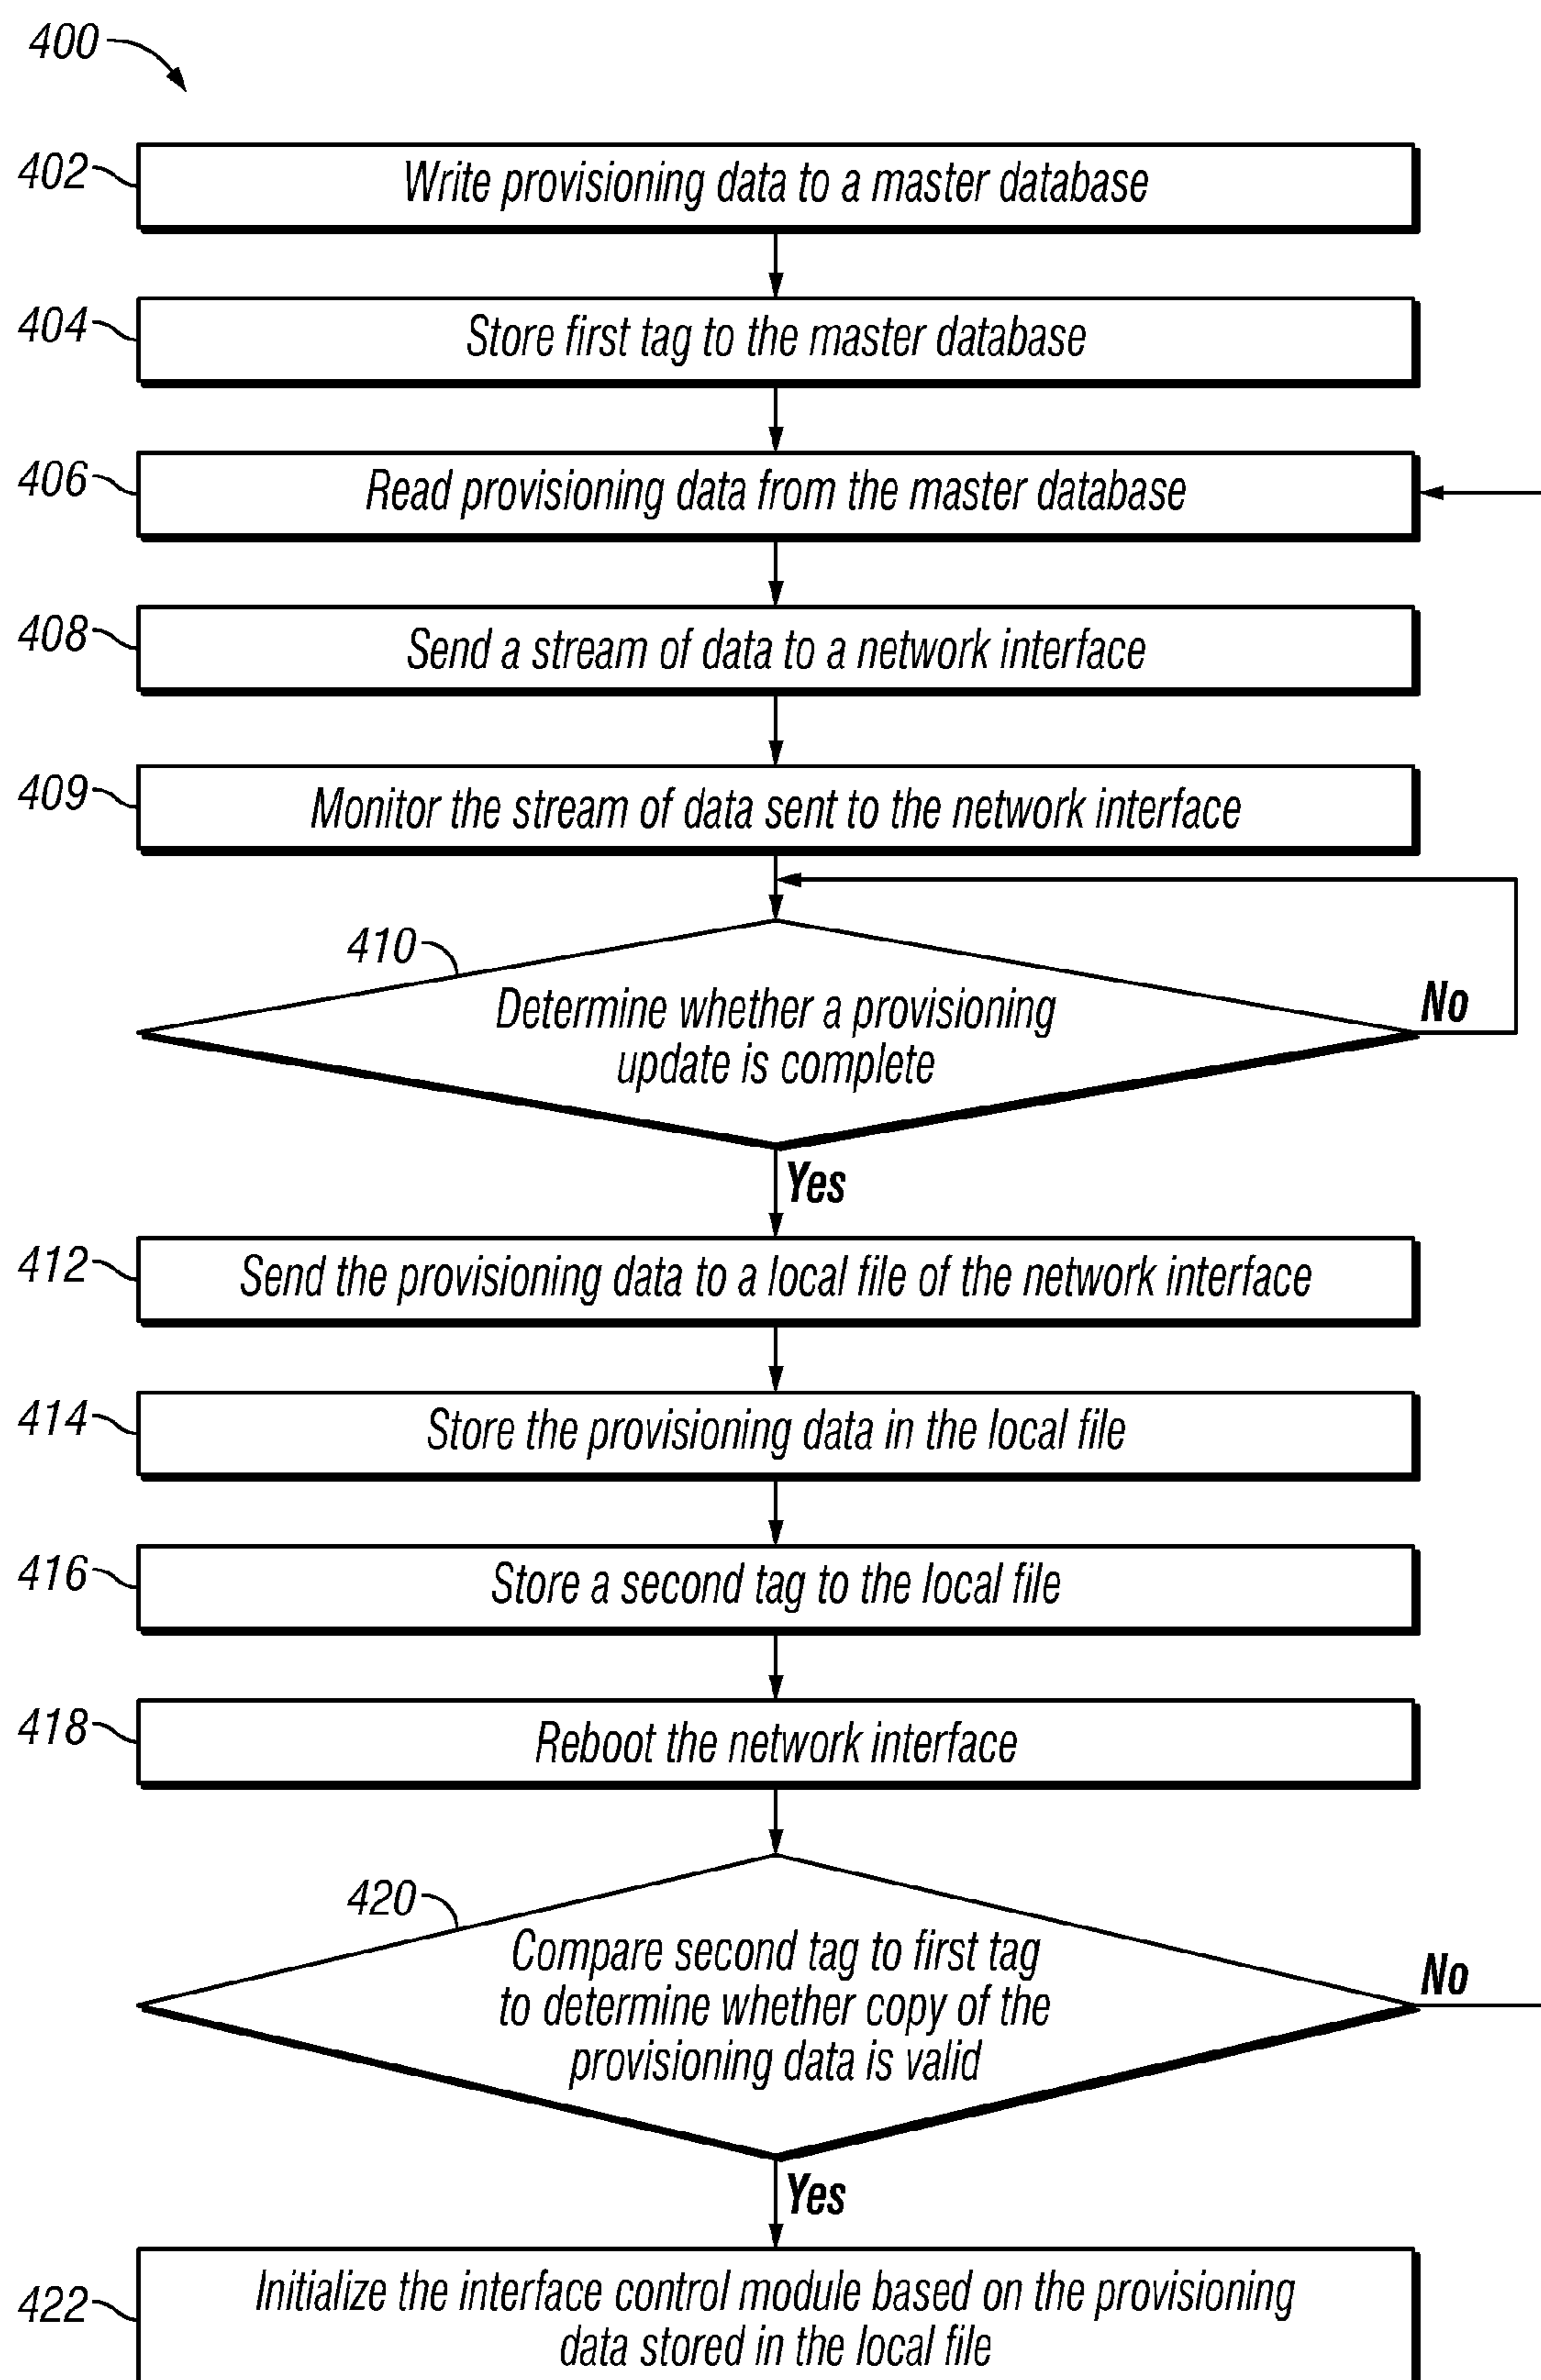 400
402
Write provisioning data to a master database
404
Store first tag to the master database
406
Read provisioning data from the master database
408
Send a stream of data to a network interface
409
Monitor the stream of data sent to the network interface
410
Determine whether a provisioning
update is complete
No
Yes
412
Send the provisioning data to a local file of the network interface
414
Store the provisioning data in the local file
416
Store a second tag to the local file
418
Reboot the network interface
420
Compare second tag to first tag
to determine whether copy of the
provisioning data is valid
No
Yes
422
Initialize the interface control module based on the provisioning
data stored in the local file